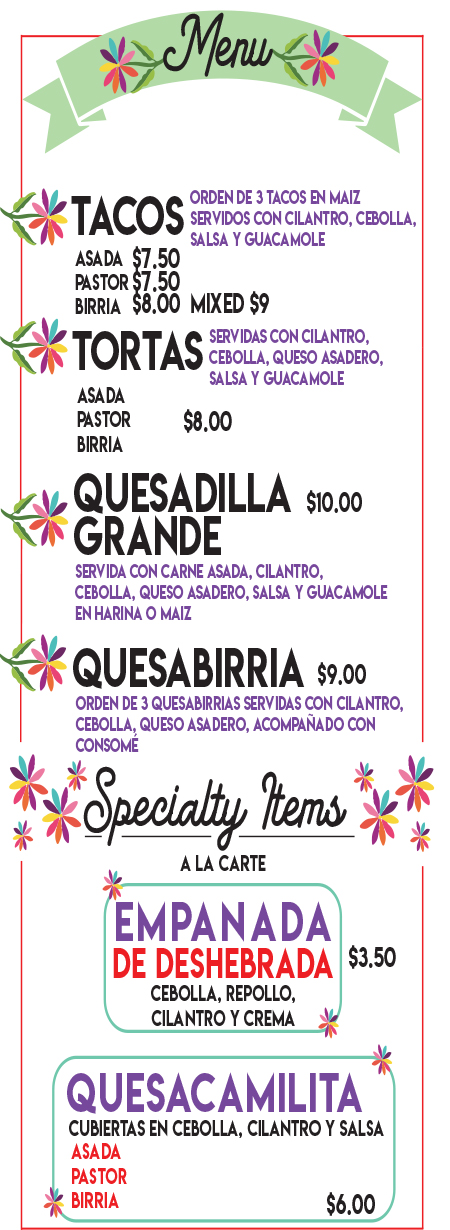 Menu
TACOS
ORDEN DE 3 TACOS EN MAIZ
SERVIDOS CON CILANTRO, CEBOLLA,
SALSA Y GUACAMOLE
ASADA $7.50
PASTOR $7.50
BIRRIA $8.00 MIXED $9
TORTAS
SERVIDAS CON CILANTRO,
CEBOLLA, QUESO ASADERO,
SALSA Y GUACAMOLE
ASADA
PASTOR $8.00
BIRRIA
QUESADILLA $10.00
GRANDE
SERVIDA CON CARNE ASADA, CILANTRO,
CEBOLLA, QUESO ASADERO, SALSA Y GUACAMOLE
EN HARINA O MAIZ
QUESABIRRIA $9.00
ORDEN DE 3 QUESABIRRIAS SERVIDAS CON CILANTRO,
CEBOLLA, QUESO ASADERO, ACOMPAÑADO CON
CONSOMÉ
Specialty Items
A LA CARTE
EMPANADA
DE DESHEBRADA $3.50
CEBOLLA, REPOLLO,
CILANTRO Y CREMA
QUESACAMILITA
CUBIERTAS EN CEBOLLA, CILANTRO Y SALSA
ASADA
PASTOR
BIRRIA $6.00